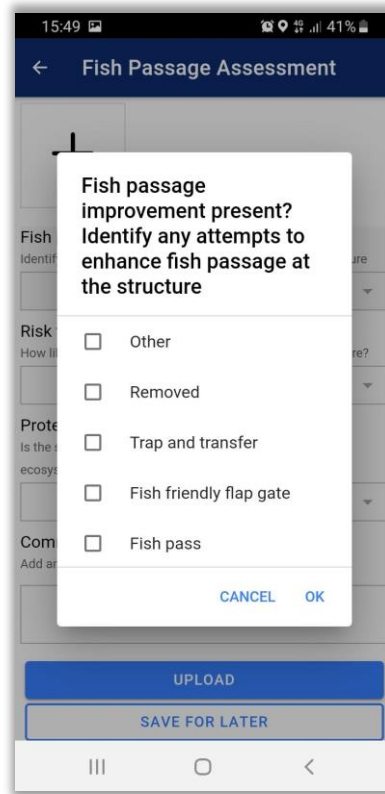 15:49 41%
Fish Passage Assessment
Fish passage
improvement present?
Identify any attempts to
enhance fish passage at
the structure
Fish
Other
Risk
Removed
Prote
Is the
Trap and transfer
Fish friendly flap gate
Com
Fish pass
CANCEL OK
UPLOAD
SAVE FOR LATER